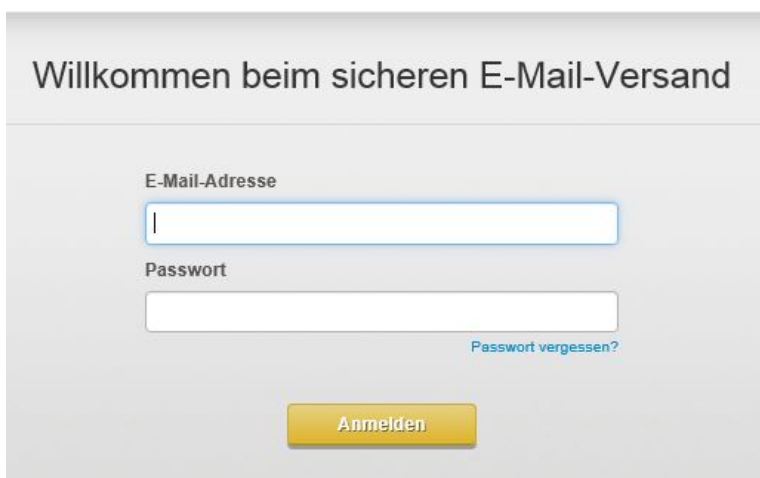 Willkommen beim sicheren E-Mail-Versand
E-Mail-Adresse
Passwort
Passwort vergessen?
Anmelden